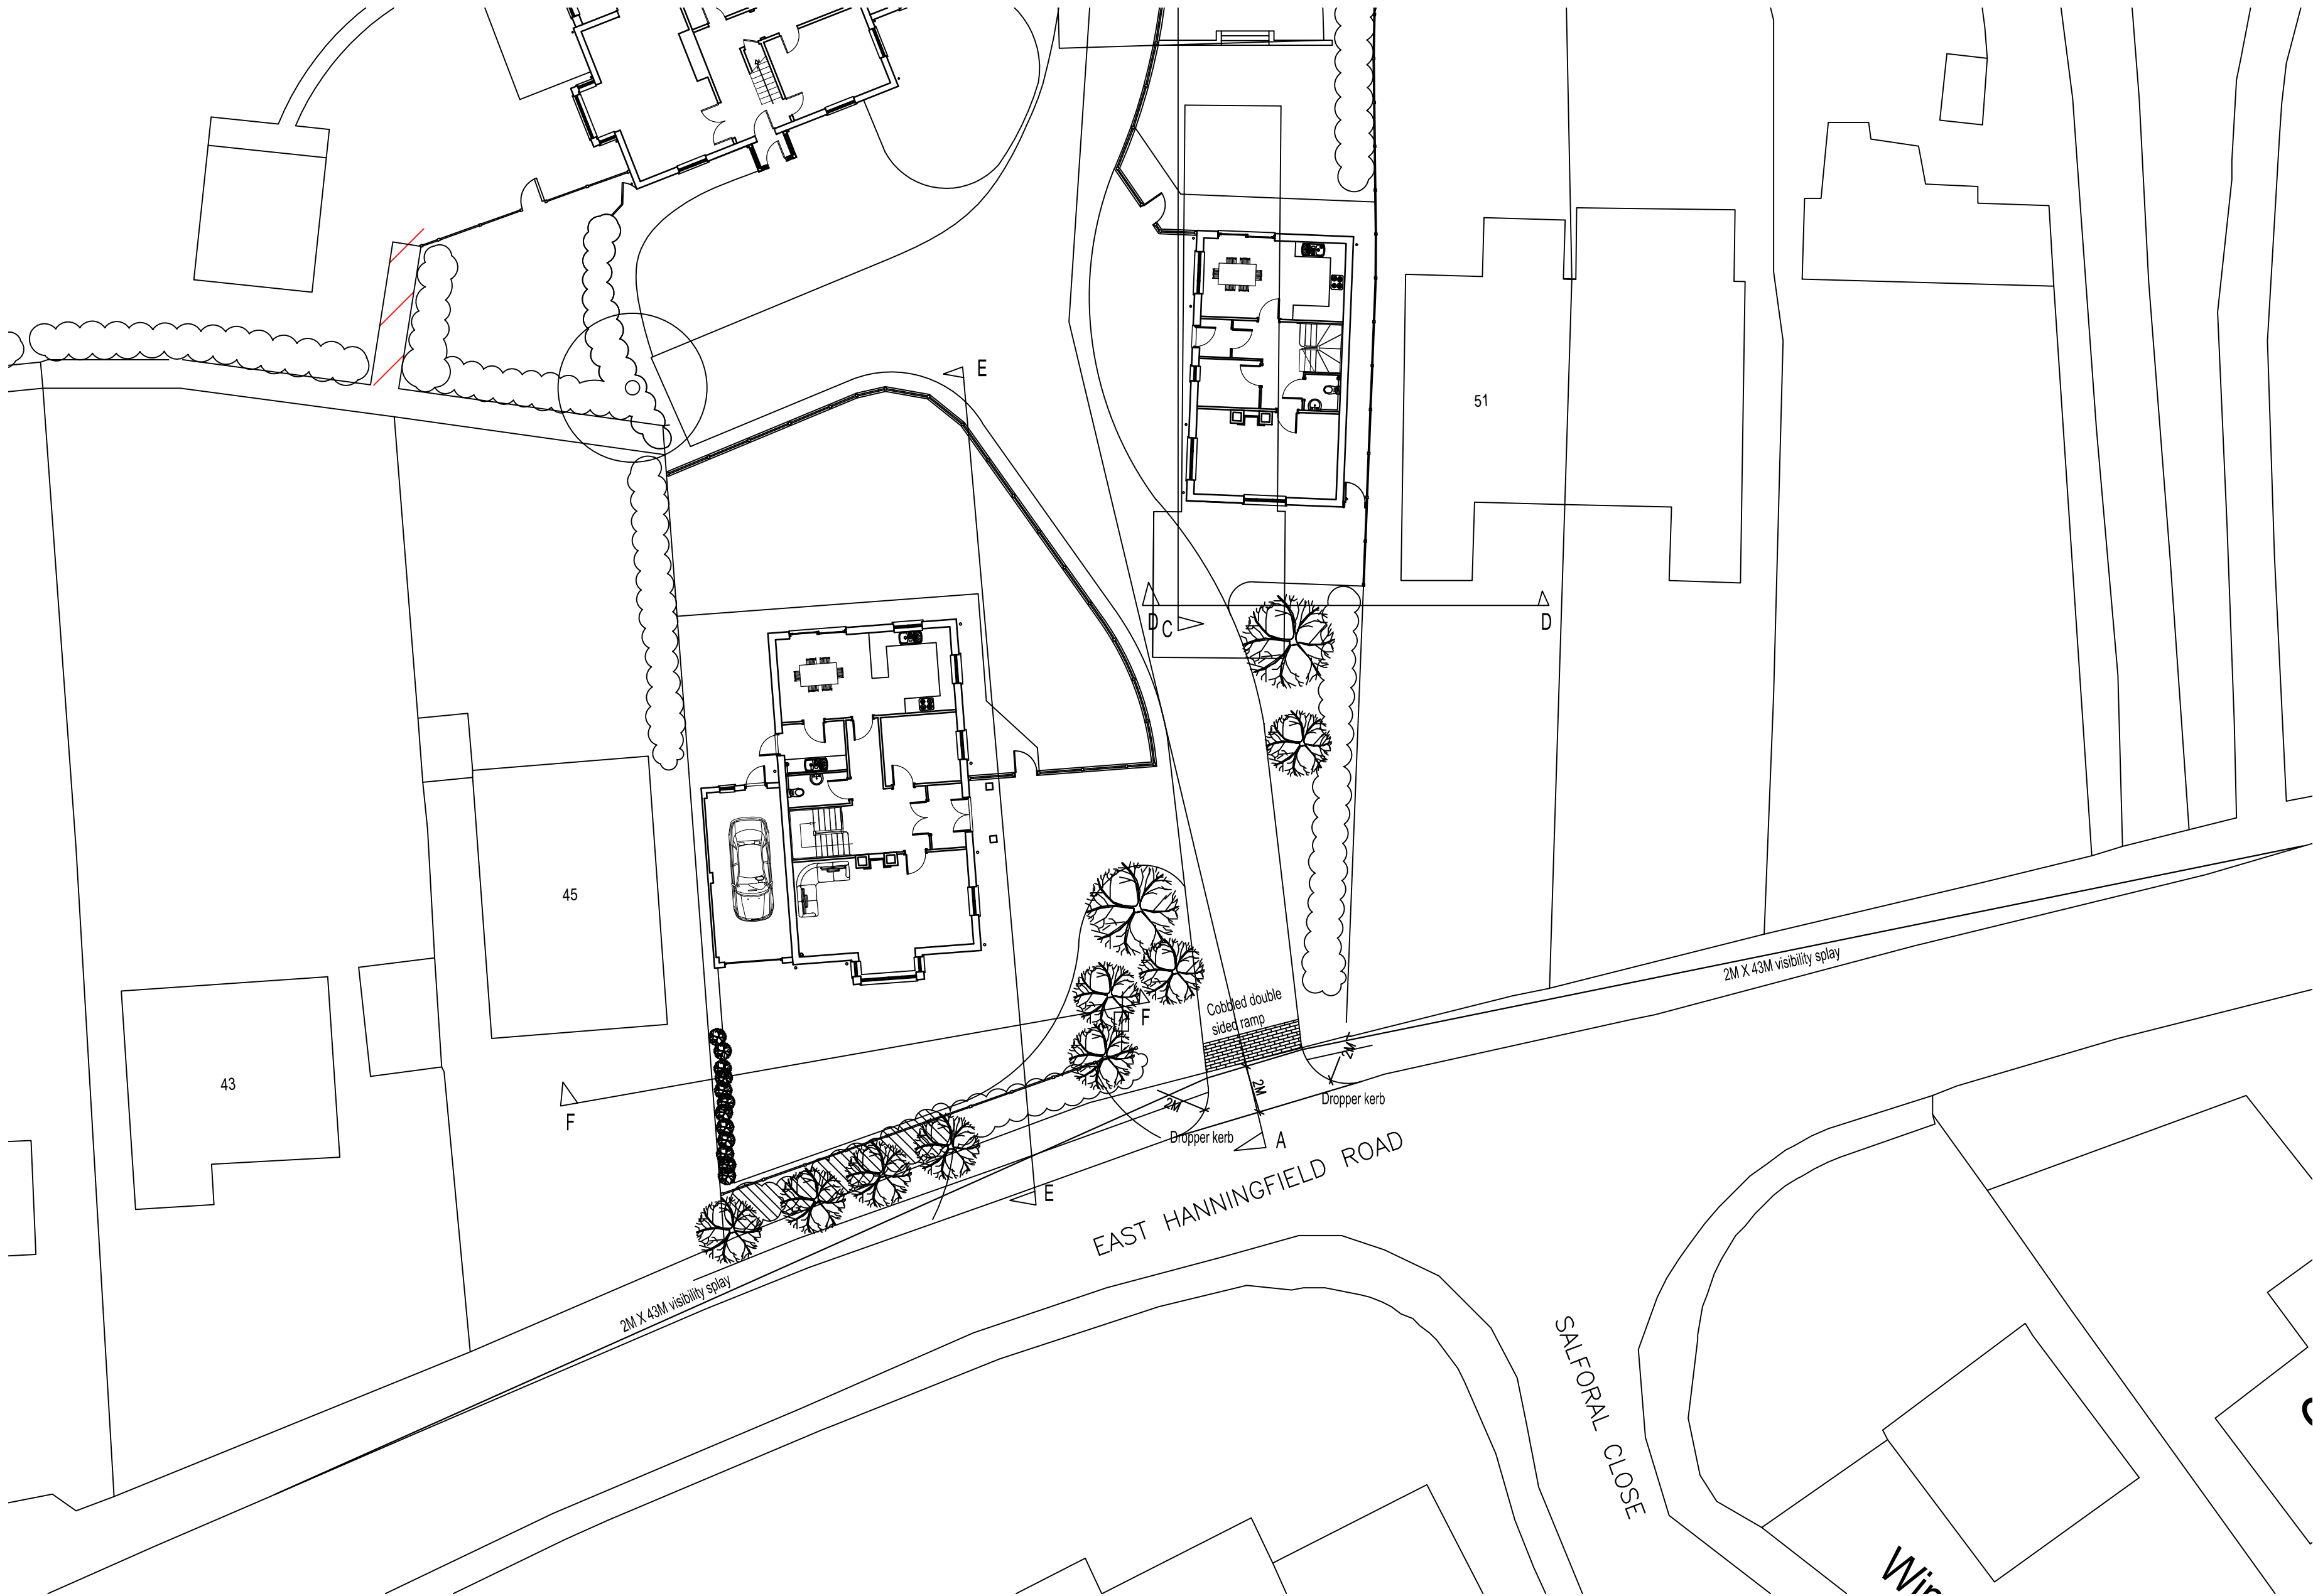 E
51
D
C
D
45
2M X 43M visibility splay
Cobbled double
sided ramp
F
2M
43
2M
2M
Dropper kerb
F
Dropper kerb
A
EAST HANNINGFIELD ROAD
E
2M X 43M visibility splay
SALFORAL CLOSE